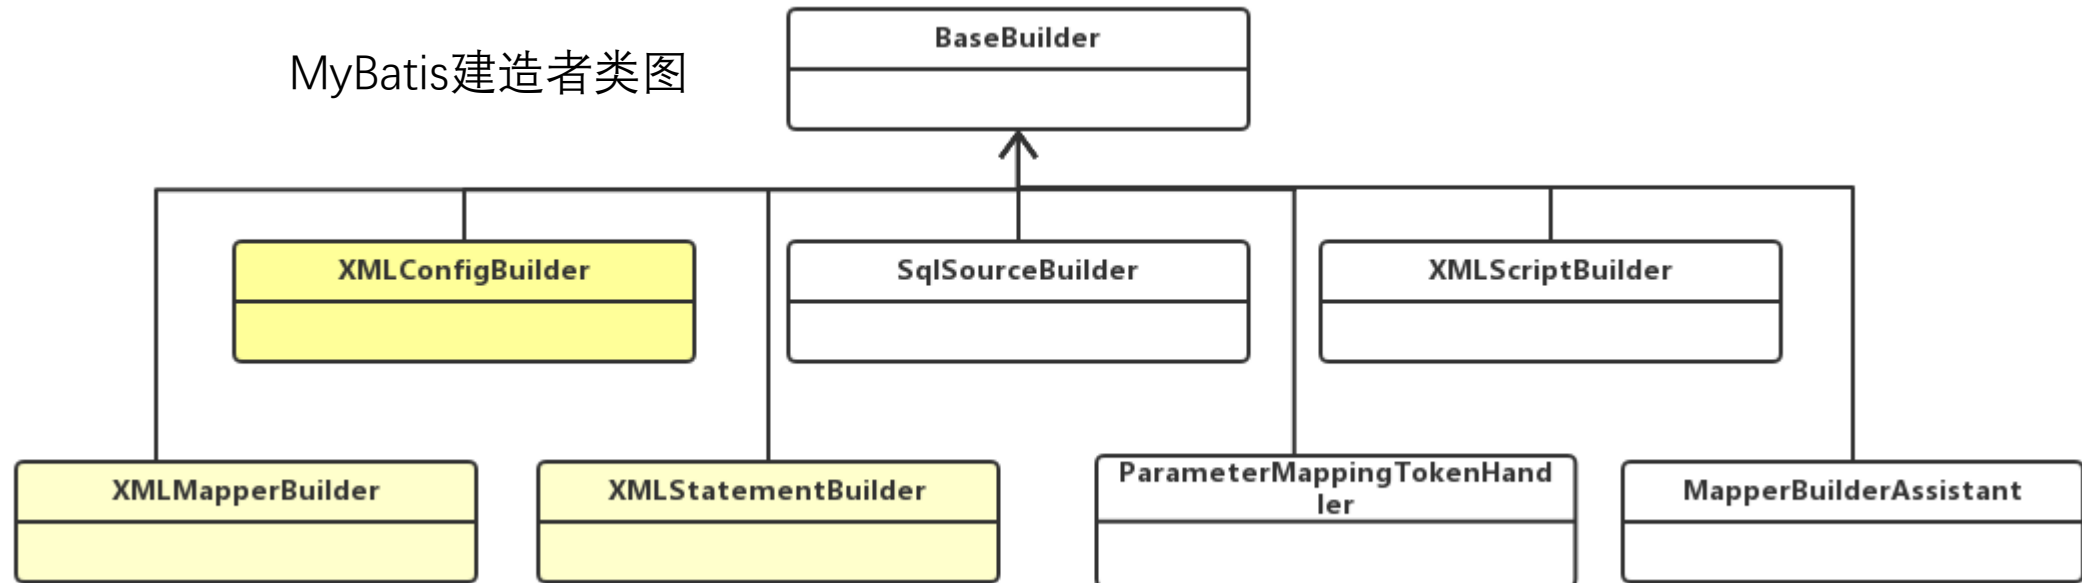 MyBatis建造者类图
BaseBuilder
XMLConfigBuilder
SqlSourceBuilder
XMLScriptBuilder
XMLMapperBuilder
XMLStatementBuilder
ParameterMappingTokenHand
ler
MapperBuilderAssistant